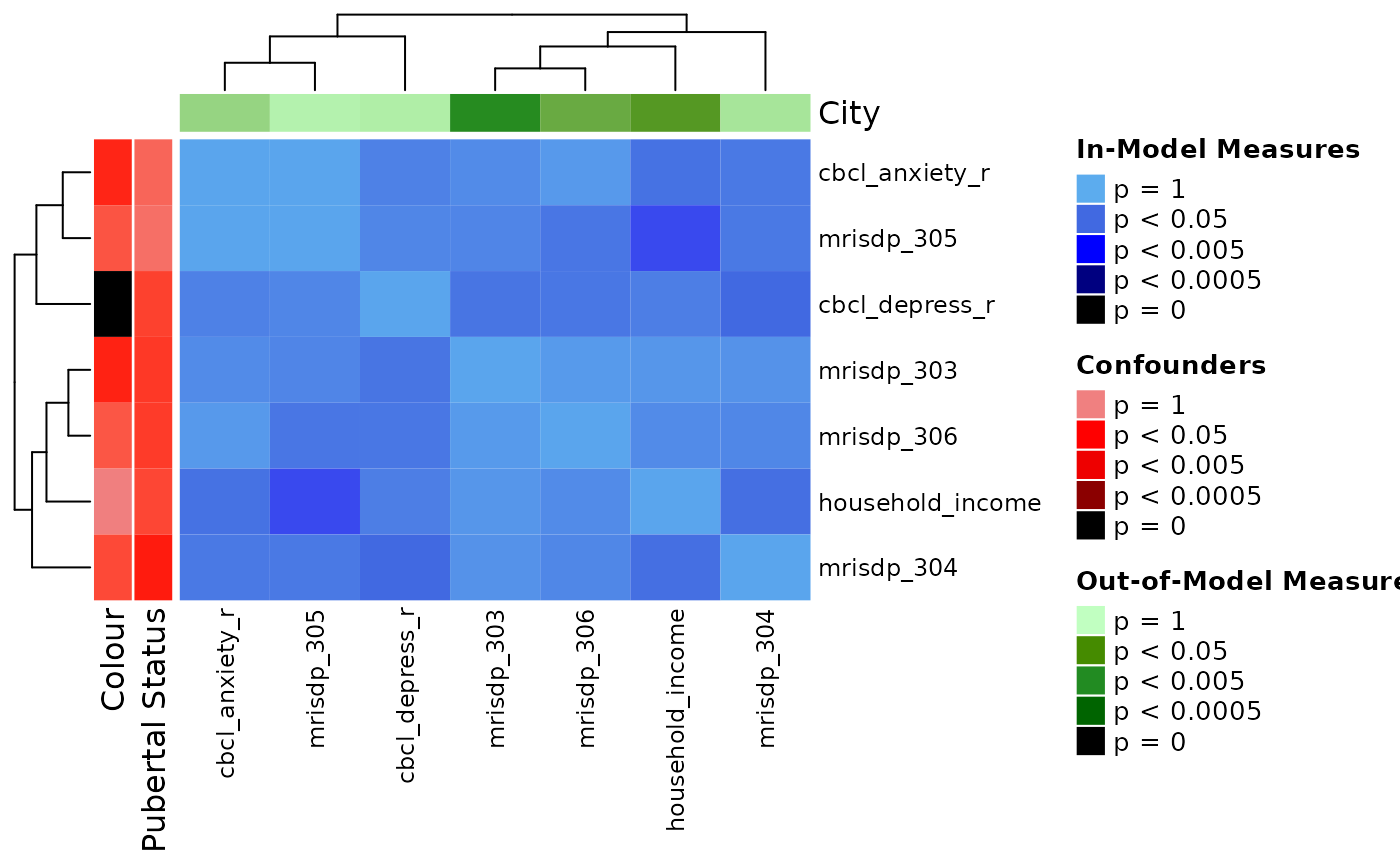 City
cbcl_anxiety_r
mrisdp_305
cbcl_depress_r
mrisdp_303
mrisdp_306
household_income
mrisdp_304
Colour
Pubertal Status
cbcl_anxiety_r
mrisdp_305
cbcl_depress_r
mrisdp_303
mrisdp_306
household_income
mrisdp_304
In-Model Measures
p = 1
p < 0.05
p < 0.005
p < 0.0005
p = 0
Confounders
p = 1
p < 0.05
p < 0.005
p < 0.0005
p = 0
Out-of-Model Measure
p = 1
p < 0.05
p < 0.005
p < 0.0005
p = 0